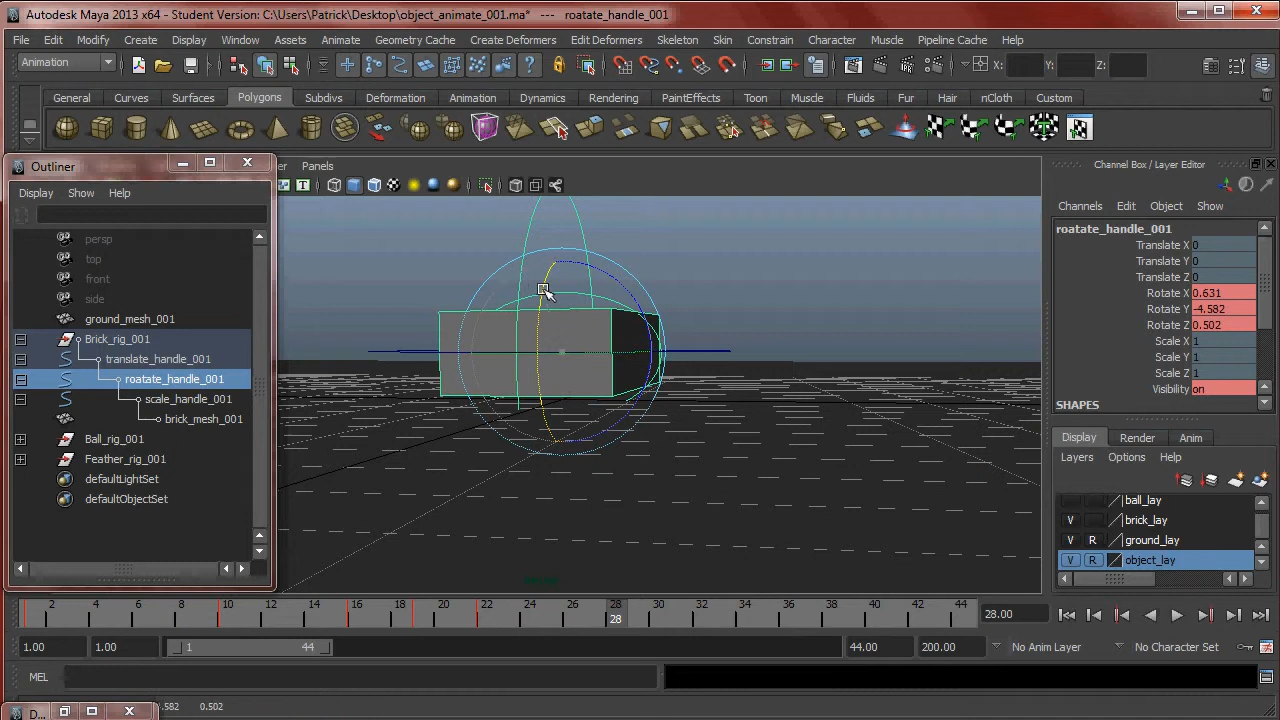 Autodesk Maya 2013 x64 - Student Version: C:\Users\Patrick\Desktop\object_animate_001.ma* --- roatate_handle_001
File Edit Modify Create Display Window Assets Animate Geometry Cache Create Deformers Edit Deformers Skeleton Skin Constrain Character Muscle Pipeline Cache Help
Animation X: Y: Z:
General Curves Surfaces Polygons Subdivs Deformation Animation Dynamics Rendering PaintEffects Toon Muscle Fluids Fur Hair nCloth Custom
Outliner
Display Show Help
persp
top
front
side
ground_mesh_001
Brick_rig_001
translate_handle_001
roatate_handle_001
scale_handle_001
brick_mesh_001
Ball_rig_001
Feather_rig_001
defaultLightSet
defaultObjectSet
Panels
Channel Box / Layer Editor
Channels Edit Object Show
roatate_handle_001
Translate X 0
Translate Y 0
Translate Z 0
Rotate X 0.631
Rotate Y -4.582
Rotate Z 0.502
Scale X 1
Scale Y 1
Scale Z 1
Visibility on
SHAPES
Display Render Anim
Layers Options Help
ball_lay
V brick_lay
V R ground_lay
V R object_lay
2 4 6 8 10 12 14 16 18 20 22 24 26 28 30 32 34 36 38 40 42 44
28
28.00
1.00 1.00 1 44 44.00 200.00 No Anim Layer No Character Set
MEL
D... .582 0.502